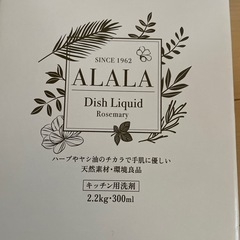 SINCE 1962
ALALA
Dish Liquid
Rosemary
ハーブやヤシ油のチカラで手肌に優しい
天然素材・環境良品
キッチン用洗剤
2.2kg・300ml